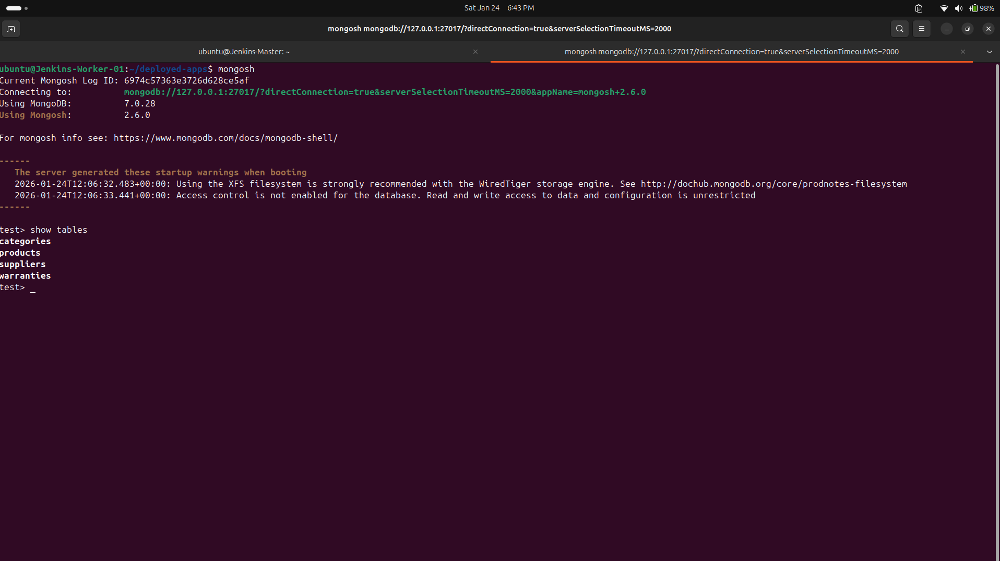 Sat Jan 24 6:43 PM
98%
mongosh mongodb://127.0.0.1:27017/?directConnection=true&serverSelectionTimeoutMS=2000
ubuntu@Jenkins-Master: ~
mongosh mongodb://127.0.0.1:27017/?directConnection=true&serverSelectionTimeoutMS=2000
ubuntu@Jenkins-Worker-01:~/deployed-apps$ mongosh
Current Mongosh Log ID: 6974c57363e3726d628ce5af
Connecting to: mongodb://127.0.0.1:27017/?directConnection=true&serverSelectionTimeoutMS=2000&appName=mongosh+2.6.0
Using MongoDB: 7.0.28
Using Mongosh: 2.6.0
For mongosh info see: https://www.mongodb.com/docs/mongodb-shell/
------
The server generated these startup warnings when booting
2026-01-24T12:06:32.483+00:00: Using the XFS filesystem is strongly recommended with the WiredTiger storage engine. See http://dochub.mongodb.org/core/prodnotes-filesystem
2026-01-24T12:06:33.441+00:00: Access control is not enabled for the database. Read and write access to data and configuration is unrestricted
------
test> show tables
categories
products
suppliers
warranties
test> _